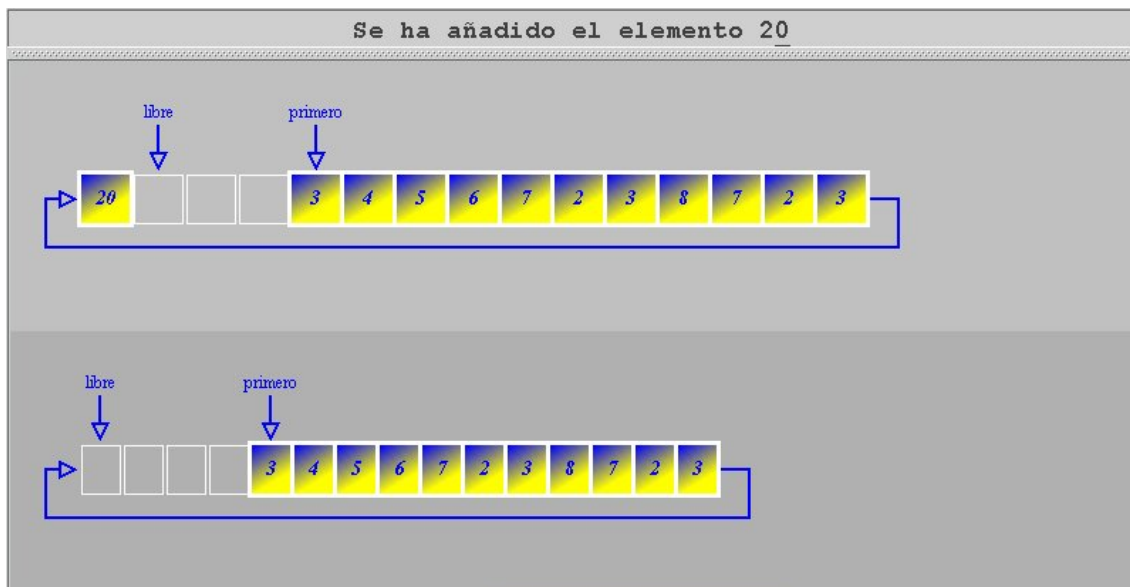 Se ha añadido el elemento 20
libre primero
20 3 4 5 6 7 2 3 8 7 2 3
libre primero
3 4 5 6 7 2 3 8 7 2 3